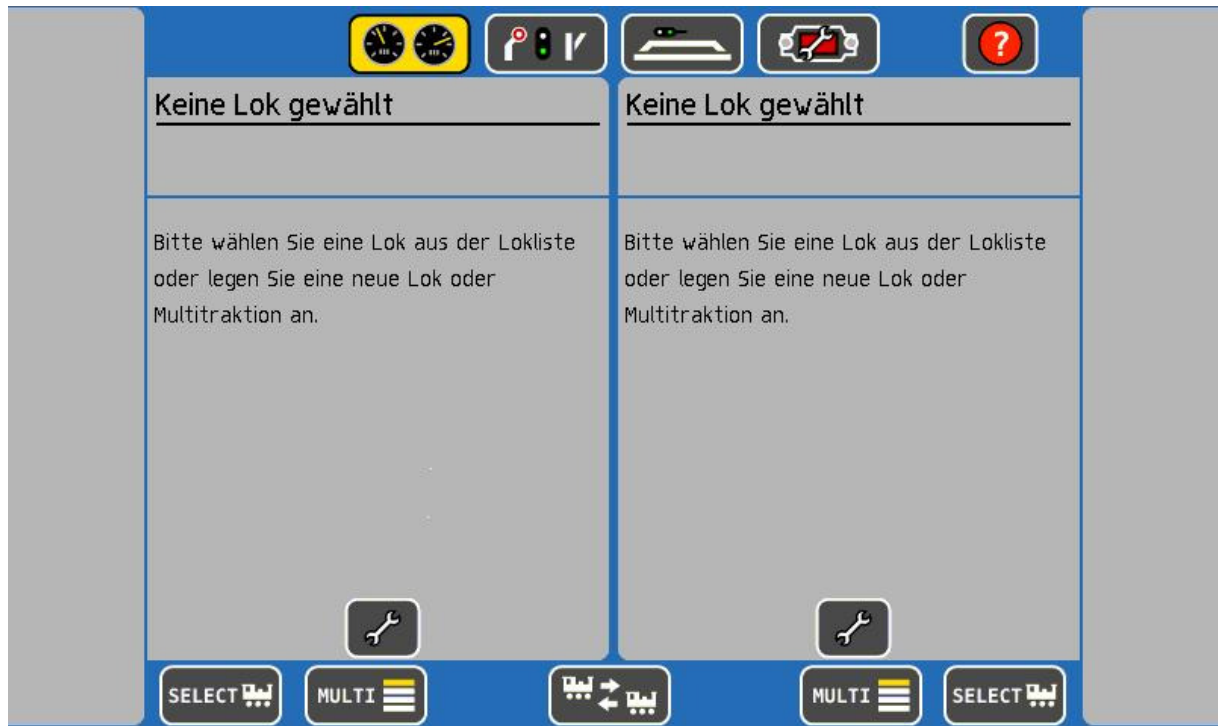 ?
Keine Lok gewählt
Bitte wählen Sie eine Lok aus der Lokliste
oder legen Sie eine neue Lok oder
Multitraktion an.
Keine Lok gewählt
Bitte wählen Sie eine Lok aus der Lokliste
oder legen Sie eine neue Lok oder
Multitraktion an.
SELECT
MULTI
MULTI
SELECT